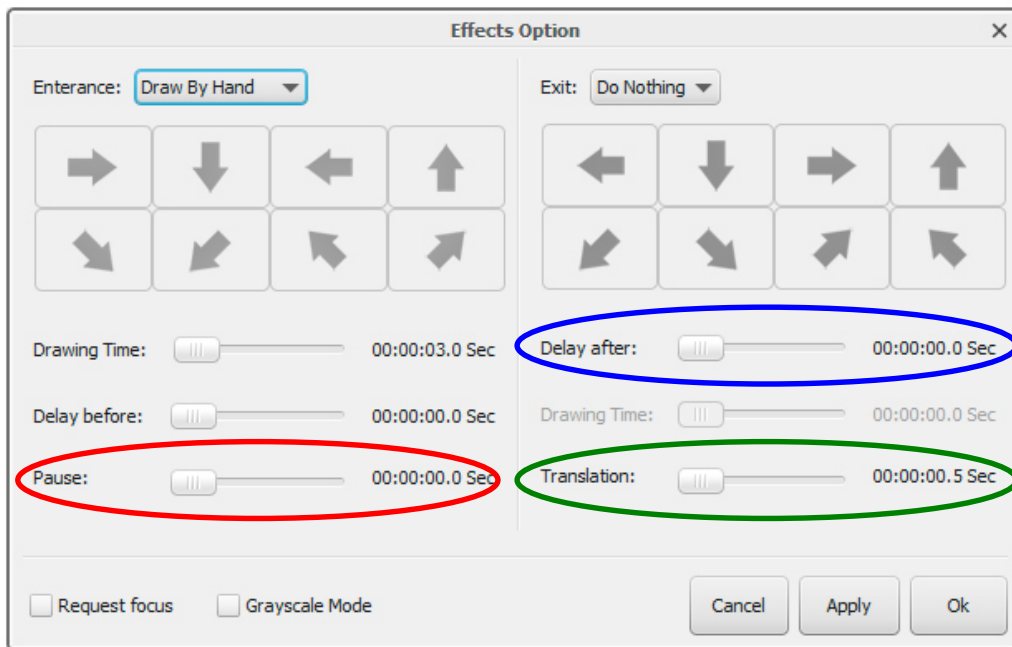 Effects Option
Enterance: Draw By Hand
Exit: Do Nothing
Drawing Time: 00:00:03.0 Sec
Delay after: 00:00:00.0 Sec
Delay before: 00:00:00.0 Sec
Drawing Time: 00:00:00.0 Sec
Pause: 00:00:00.0 Sec
Translation: 00:00:00.5 Sec
Request focus
Grayscale Mode
Cancel
Apply
Ok